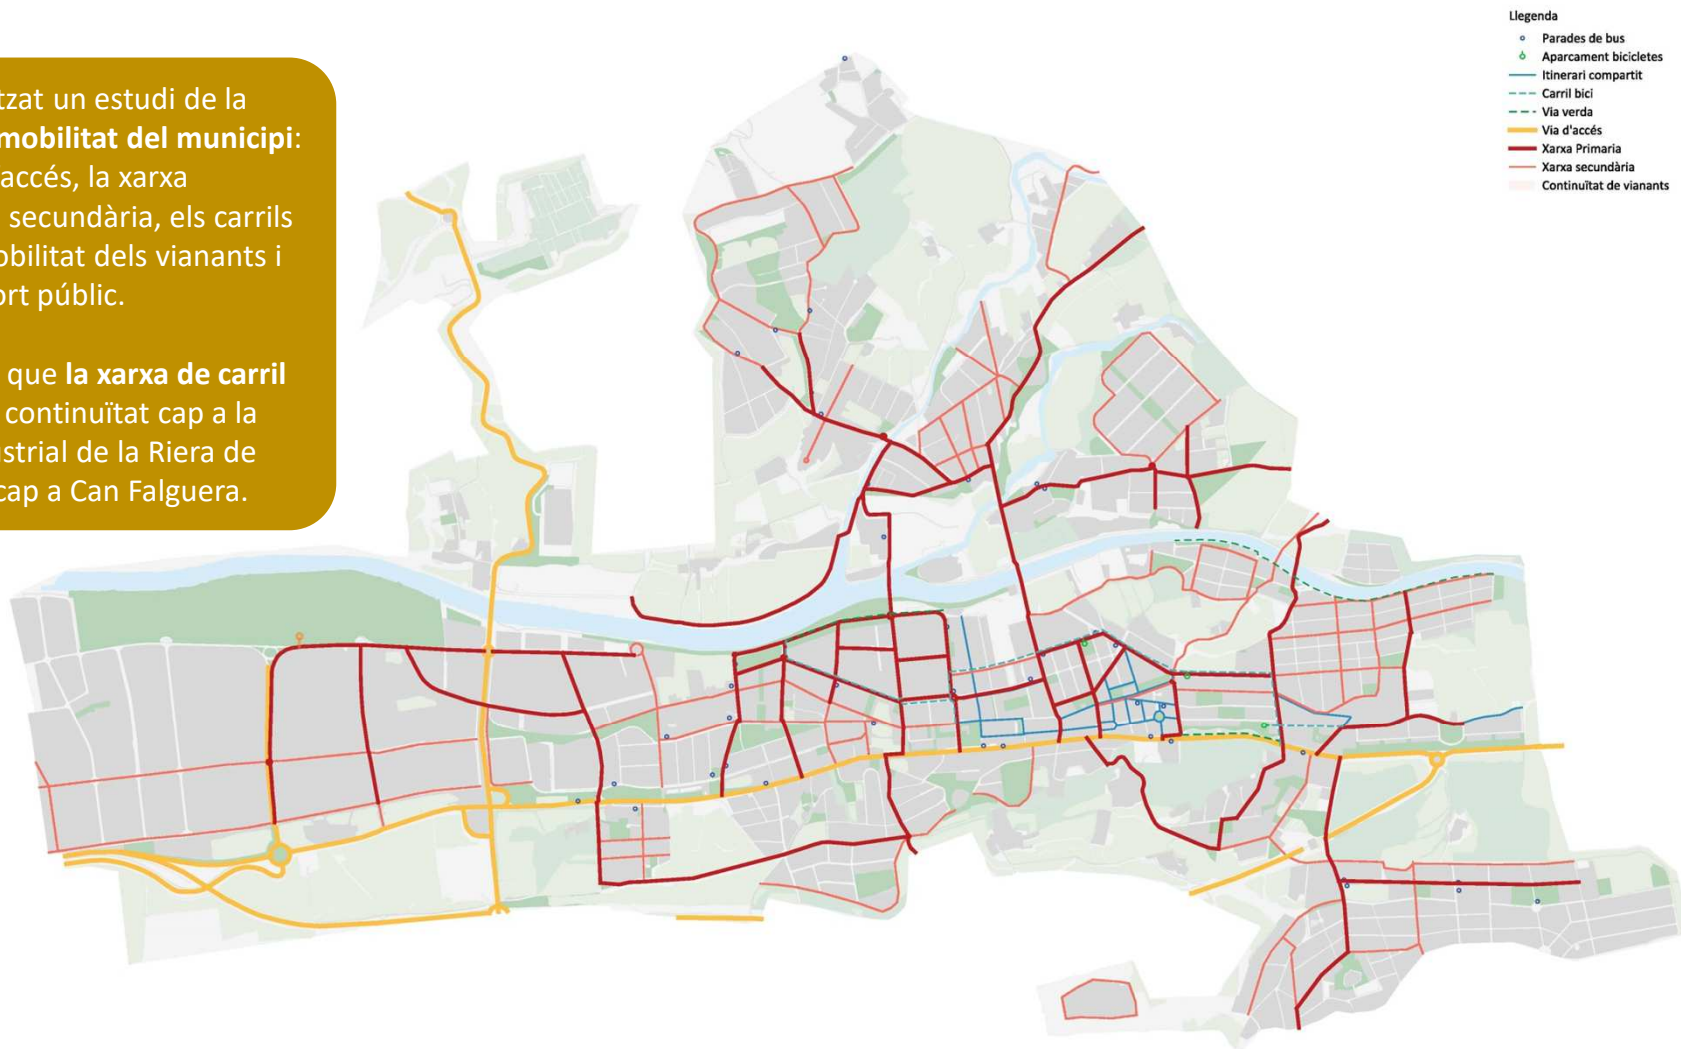 tzat un estudi de la
mobilitat del municipi:
accés, la xarxa
secundària, els carrils
obilitat dels vianants i
ort públic.
que la xarxa de carril
continuïtat cap a la
ustrial de la Riera de
cap a Can Falguera.
Llegenda
Parades de bus
Aparcament bicicletes
Itinerari compartit
Carril bici
Via verda
Via d'accés
Xarxa Primaria
Xarxa secundària
Continuïtat de vianants